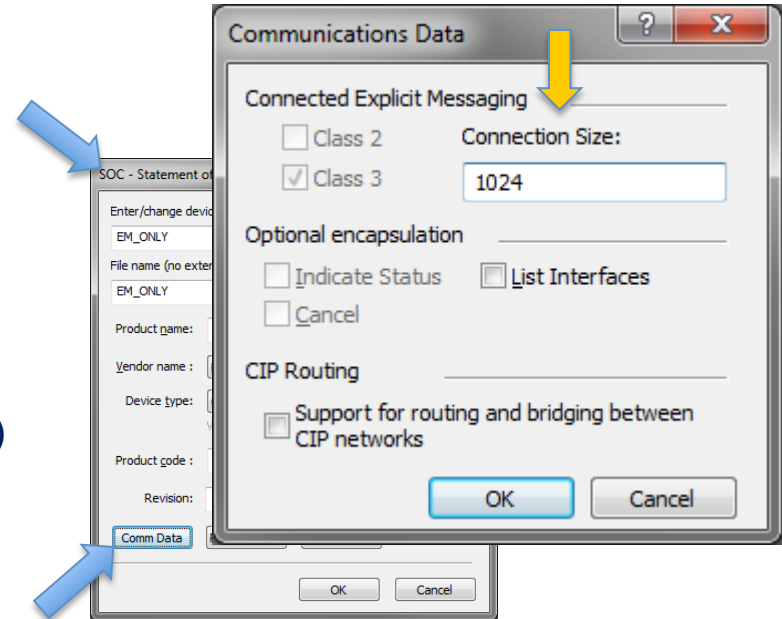 Communications Data
?
X
Connected Explicit Messaging
Class 2
Connection Size:
Class 3
1024
Optional encapsulation
Indicate Status
List Interfaces
Cancel
CIP Routing
Support for routing and bridging between
CIP networks
OK
Cancel
SOC - Statement of
Enter/change
EM_ONLY
File name (no
EM_ONLY
Product name:
Vendor name :
Device type:
Product code :
Revision:
Comm Data
OK
Cancel
)